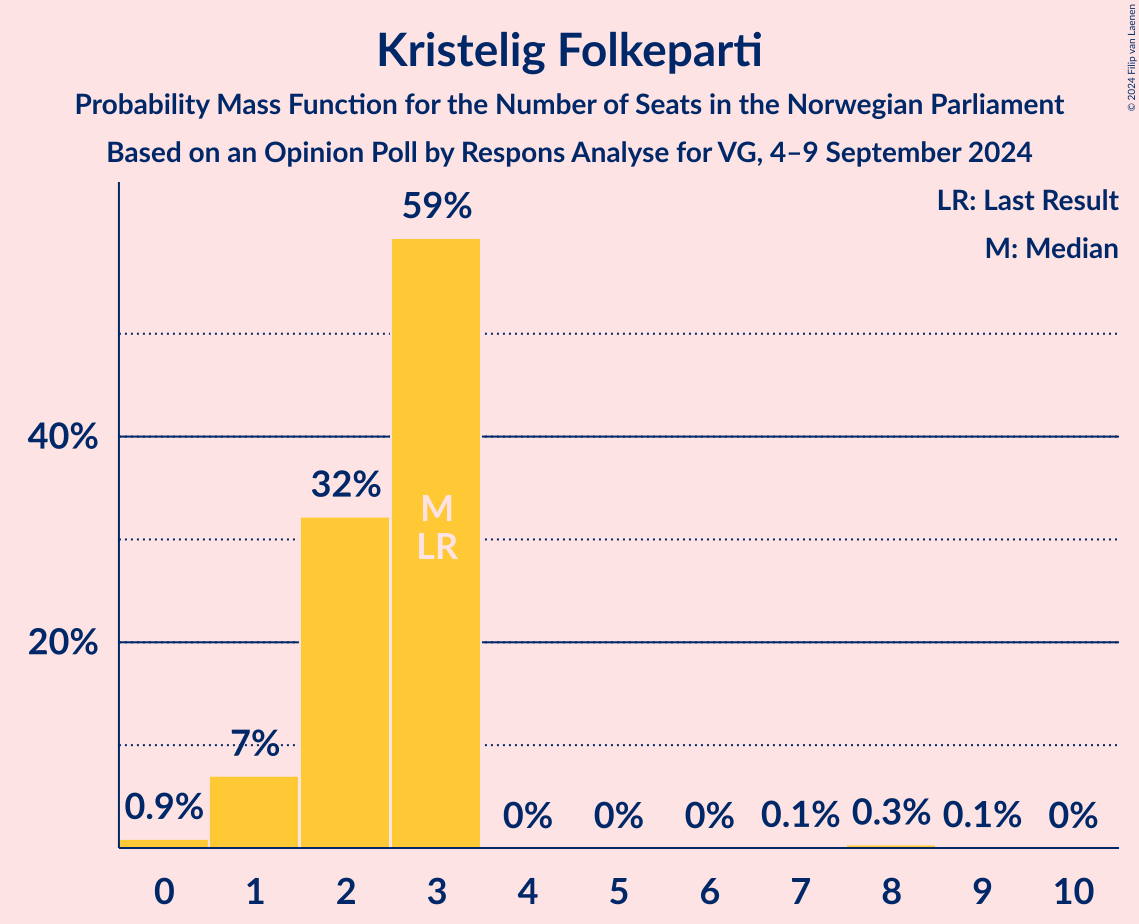 Kristelig Folkeparti
Probability Mass Function for the Number of Seats in the Norwegian Parliament
Based on an Opinion Poll by Respons Analyse for VG, 4–9 September 2024
© 2024 Filip van Laenen
LR: Last Result
M: Median
59%
40%
32%
M
LR
20%
7%
0.9%
0%
0%
0%
0.1%
0.3%
0.1%
0%
0 1 2 3 4 5 6 7 8 9 10